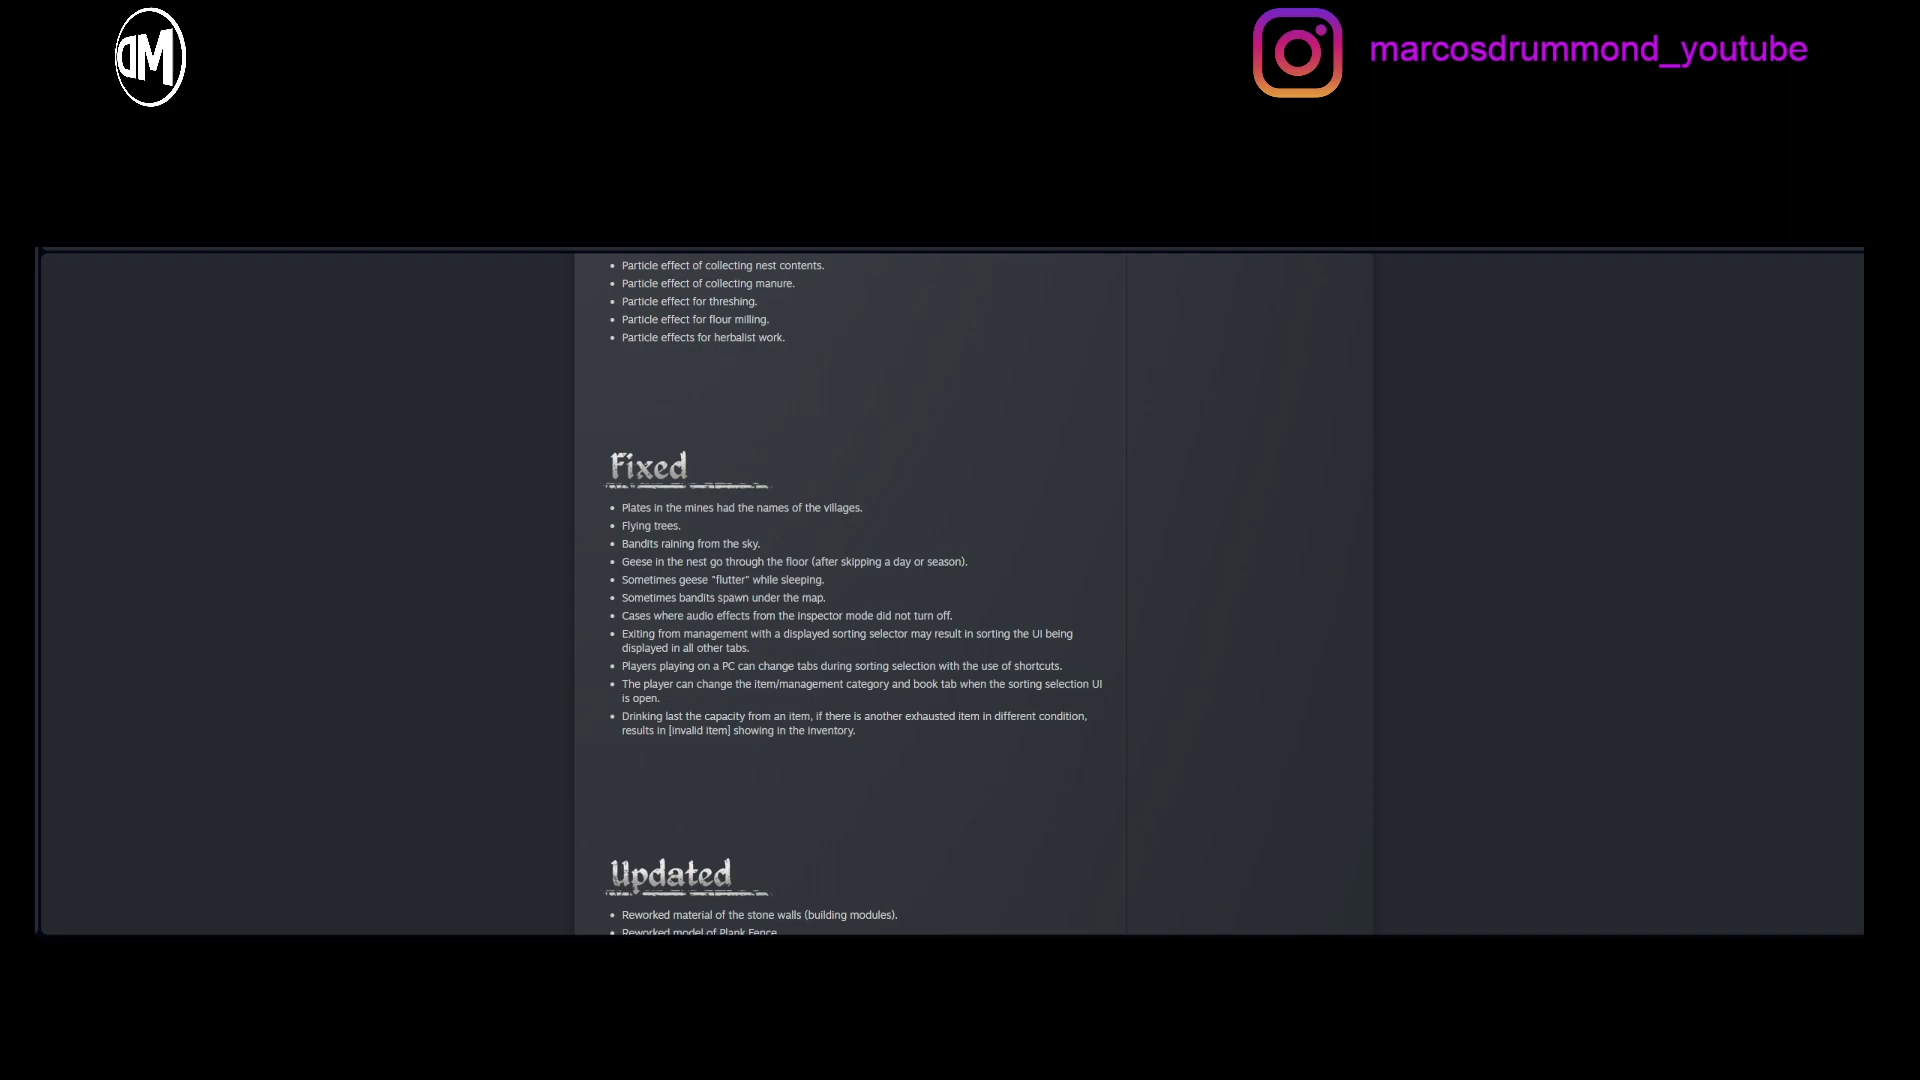 DM
marcosdrummond_youtube
Particle effect of collecting nest contents.
Particle effect of collecting manure.
Particle effect for threshing.
Particle effect for flour milling.
Particle effects for herbalist work.
Fixed
Plates in the mines had the names of the villages.
Flying trees.
Bandits raining from the sky.
Geese in the nest go through the floor (after skipping a day or season).
Sometimes geese "flutter" while sleeping.
Sometimes bandits spawn under the map.
Cases where audio effects from the inspector mode did not turn off.
Exiting from management with a displayed sorting selector may result in sorting the UI being
displayed in all other tabs.
Players playing on a PC can change tabs during sorting selection with the use of shortcuts.
The player can change the item/management category and book tab when the sorting selection UI
is open.
Drinking last the capacity from an item, if there is another exhausted item in different condition,
results in [invalid item] showing in the inventory.
Updated
Reworked material of the stone walls (building modules).
Reworked model of Plank Fence